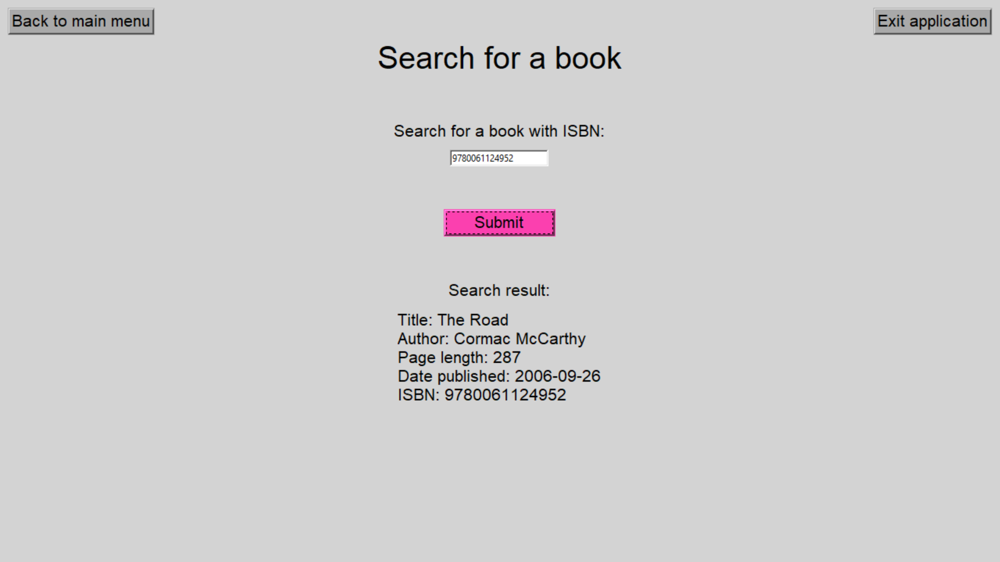 Back to main menu
Exit application
Search for a book
Search for a book with ISBN:
9780061124952
Submit
Search result:
Title: The Road
Author: Cormac McCarthy
Page length: 287
Date published: 2006-09-26
ISBN: 9780061124952